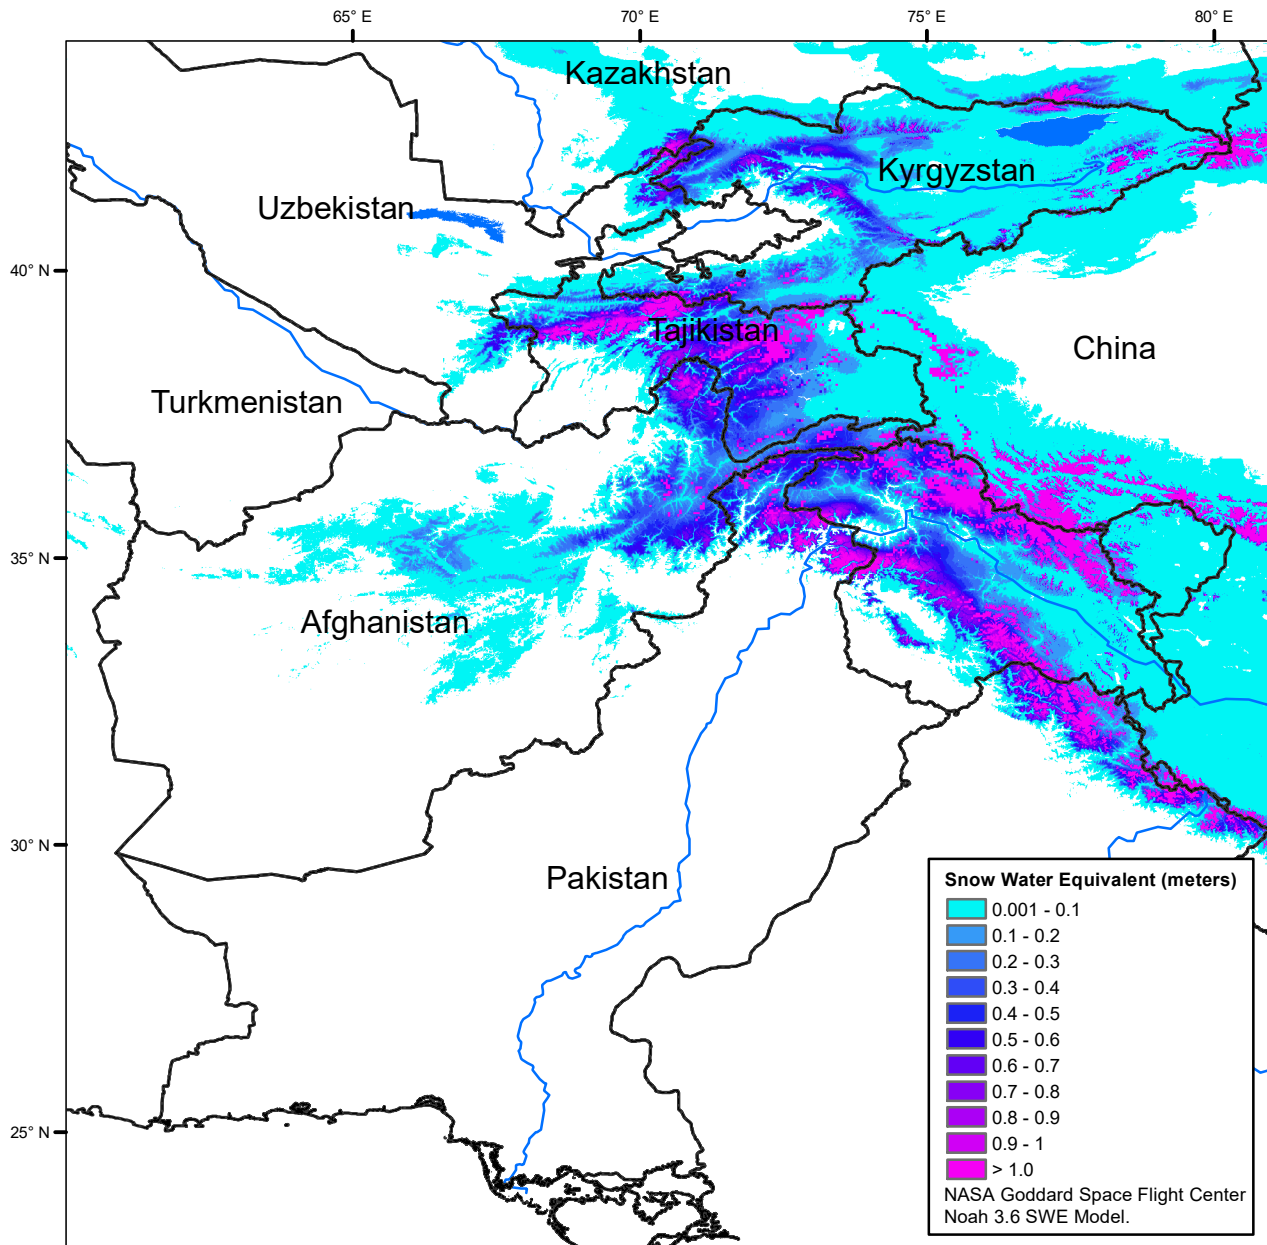 65° E
70° E
75° E
80° E
Kazakhstan
Kyrgyzstan
Uzbekistan
40° N
Tajikistan
China
Turkmenistan
35° N
Afghanistan
30° N
Pakistan
25° N
Snow Water Equivalent (meters)
0.001 - 0.1
0.1 - 0.2
0.2 - 0.3
0.3 - 0.4
0.4 - 0.5
0.5 - 0.6
0.6 - 0.7
0.7 - 0.8
0.8 - 0.9
0.9 - 1
> 1.0
NASA Goddard Space Flight Center
Noah 3.6 SWE Model.